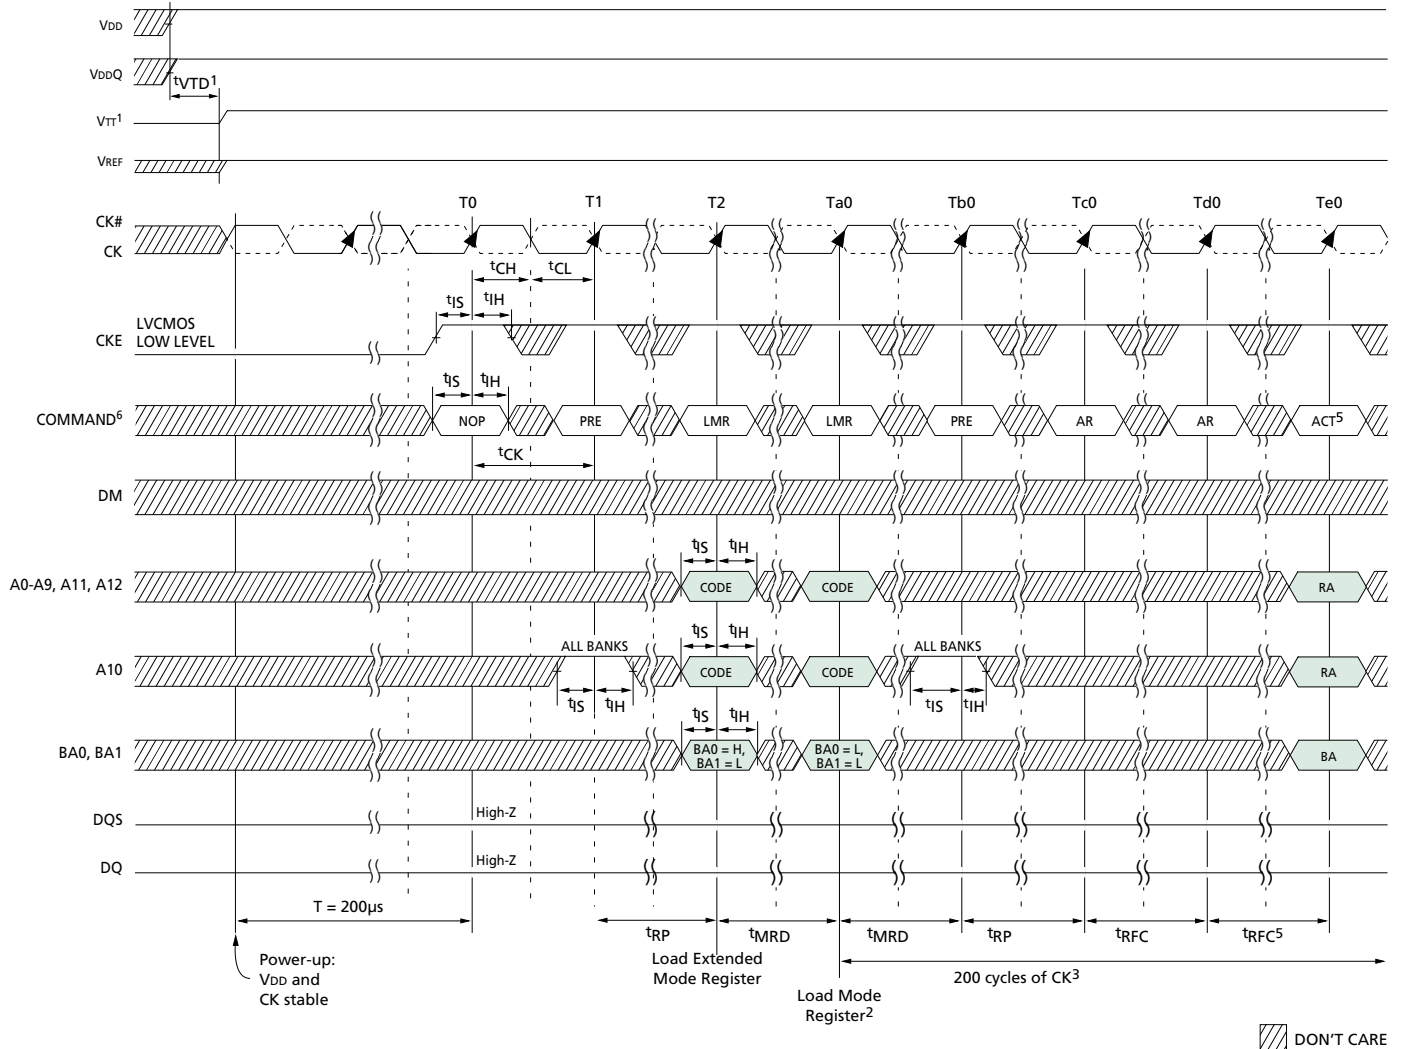 VDD
VDDQ
tVTD1
VTT1
VREF
T0 T1 T2 Ta0 Tb0 Tc0 Td0 Te0
CK#
CK
tCH tCL
tIS tIH
LVCMOS
LOW LEVEL
CKE
tIS tIH
COMMAND6 NOP PRE LMR LMR PRE AR AR ACT5
tCK
DM
tIS tIH
A0-A9, A11, A12 CODE CODE RA
tIS tIH
ALL BANKS ALL BANKS
A10 CODE CODE RA
tIS tIH tIS tIH
tIS tIH
BA0, BA1 BA0 = H, BA0 = L, BA
BA1 = L BA1 = L
DQS High-Z
DQ High-Z
T = 200µs
tRP tMRD tMRD tRP tRFC tRFC5
Power-up:
VDD and
CK stable
Load Extended
Mode Register
200 cycles of CK3
Load Mode
Register2
DON'T CARE